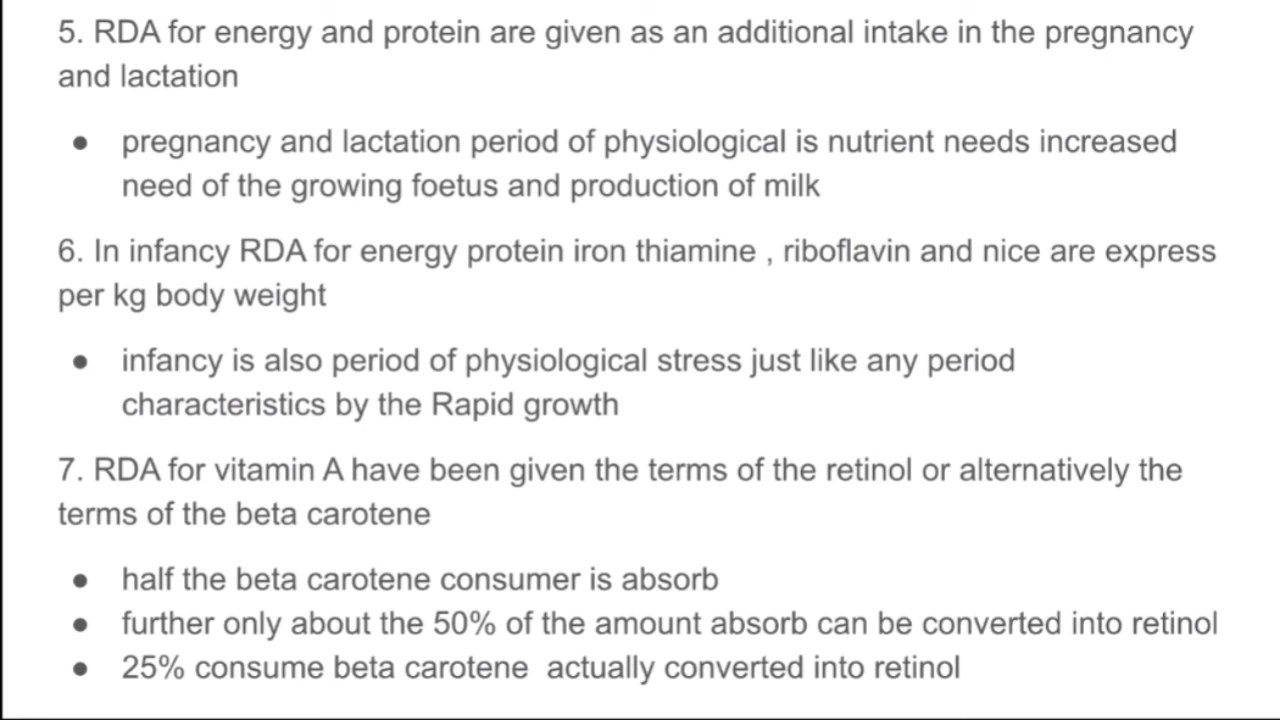 5. RDA for energy and protein are given as an additional intake in the pregnancy
and lactation
● pregnancy and lactation period of physiological is nutrient needs increased
need of the growing foetus and production of milk
6. In infancy RDA for energy protein iron thiamine , riboflavin and nice are express
per kg body weight
● infancy is also period of physiological stress just like any period
characteristics by the Rapid growth
7. RDA for vitamin A have been given the terms of the retinol or alternatively the
terms of the beta carotene
● half the beta carotene consumer is absorb
● further only about the 50% of the amount absorb can be converted into retinol
● 25% consume beta carotene  actually converted into retinol